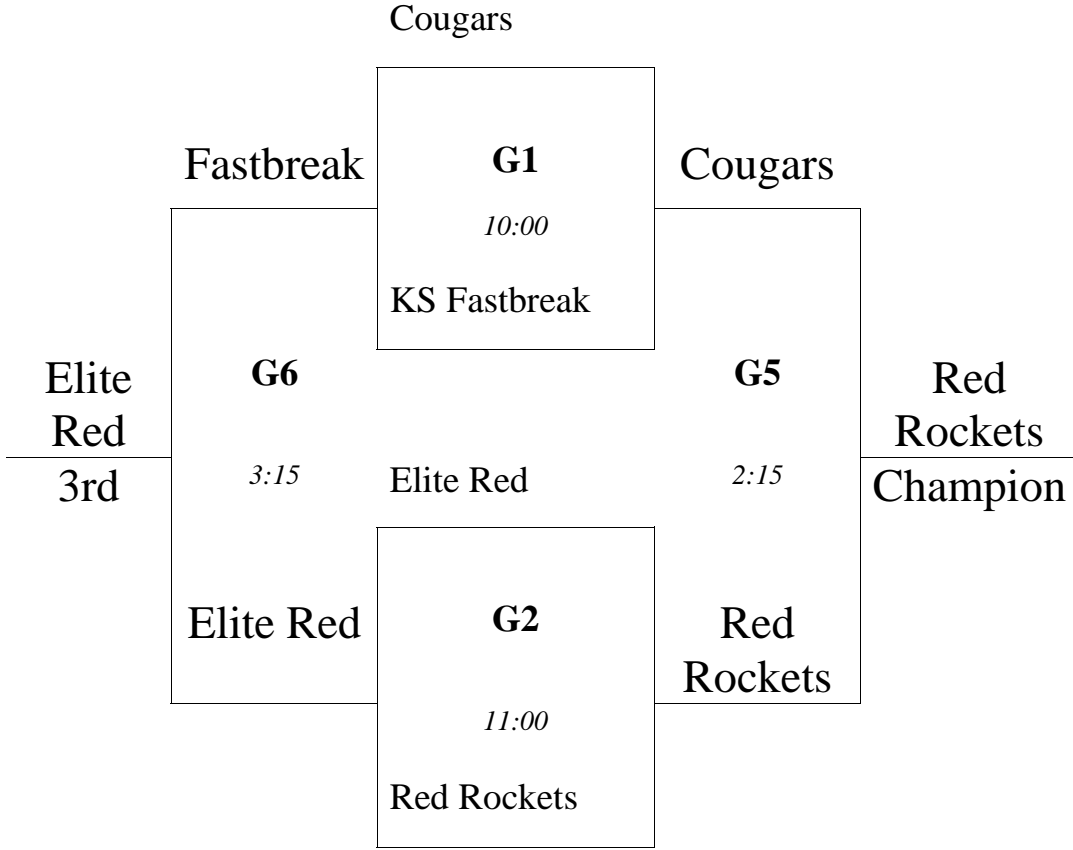 Cougars
Fastbreak
G1
Cougars
10:00
KS Fastbreak
Elite
Red
G6
G5
Red
Rockets
3rd
3:15
Elite Red
2:15
Champion
Elite Red
G2
Red
Rockets
11:00
Red Rockets